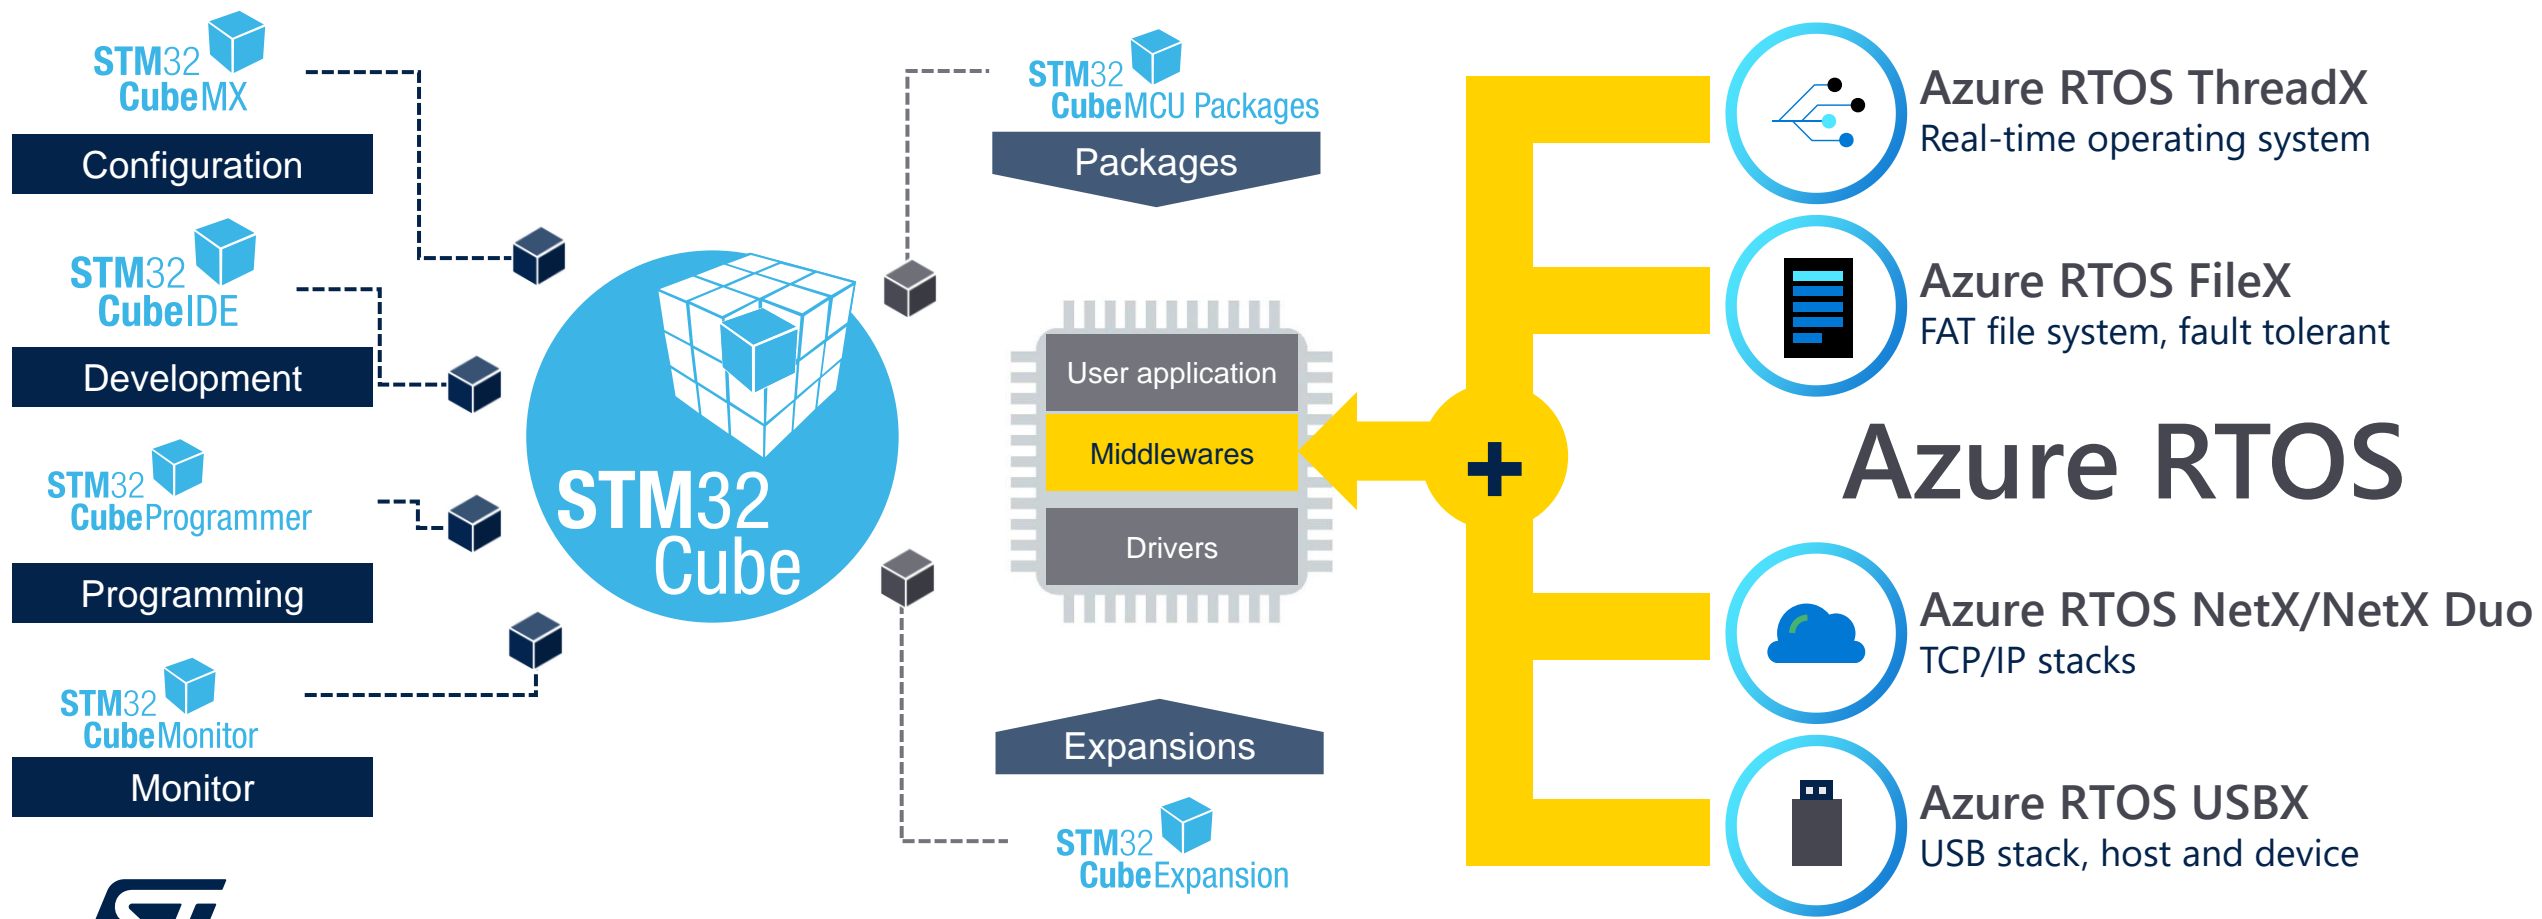 STM32
CubeMX
Configuration
STM32
CubeIDE
Development
STM32
CubeProgrammer
Programming
STM32
CubeMonitor
Monitor
STM32
Cube
STM32
CubeMCU Packages
Packages
User application
Middlewares
Drivers
Expansions
STM32
CubeExpansion
+
Azure RTOS ThreadX
Real-time operating system
Azure RTOS FileX
FAT file system, fault tolerant
Azure RTOS
Azure RTOS NetX/NetX Duo
TCP/IP stacks
Azure RTOS USBX
USB stack, host and device
ST